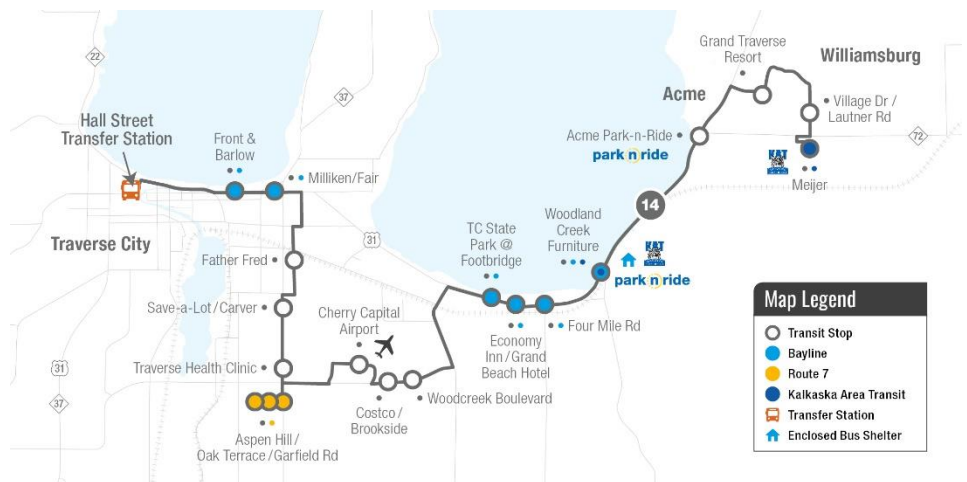 22
Hall Street
Transfer Station
Traverse City
Front &
Barlow
37
Milliken/Fair
Father Fred
Save-a-Lot/Carver
Traverse Health Clinic
31
37
Aspen Hill/
Oak Terrace/Garfield Rd
Cherry Capital
Airport
Costco/
Brookside
Woodcreek Boulevard
31
TC State
Park @
Footbridge
Economy
Inn/Grand
Beach Hotel
Four Mile Rd
Woodland
Creek
Furniture
KAT
park n ride
14
Acme Park-n-Ride
park n ride
Acme
Grand Traverse
Resort
Williamsburg
Village Dr /
Lautner Rd
72
KAT
Meijer
Map Legend
Transit Stop
Bayline
Route 7
Kalkaska Area Transit
Transfer Station
Enclosed Bus Shelter